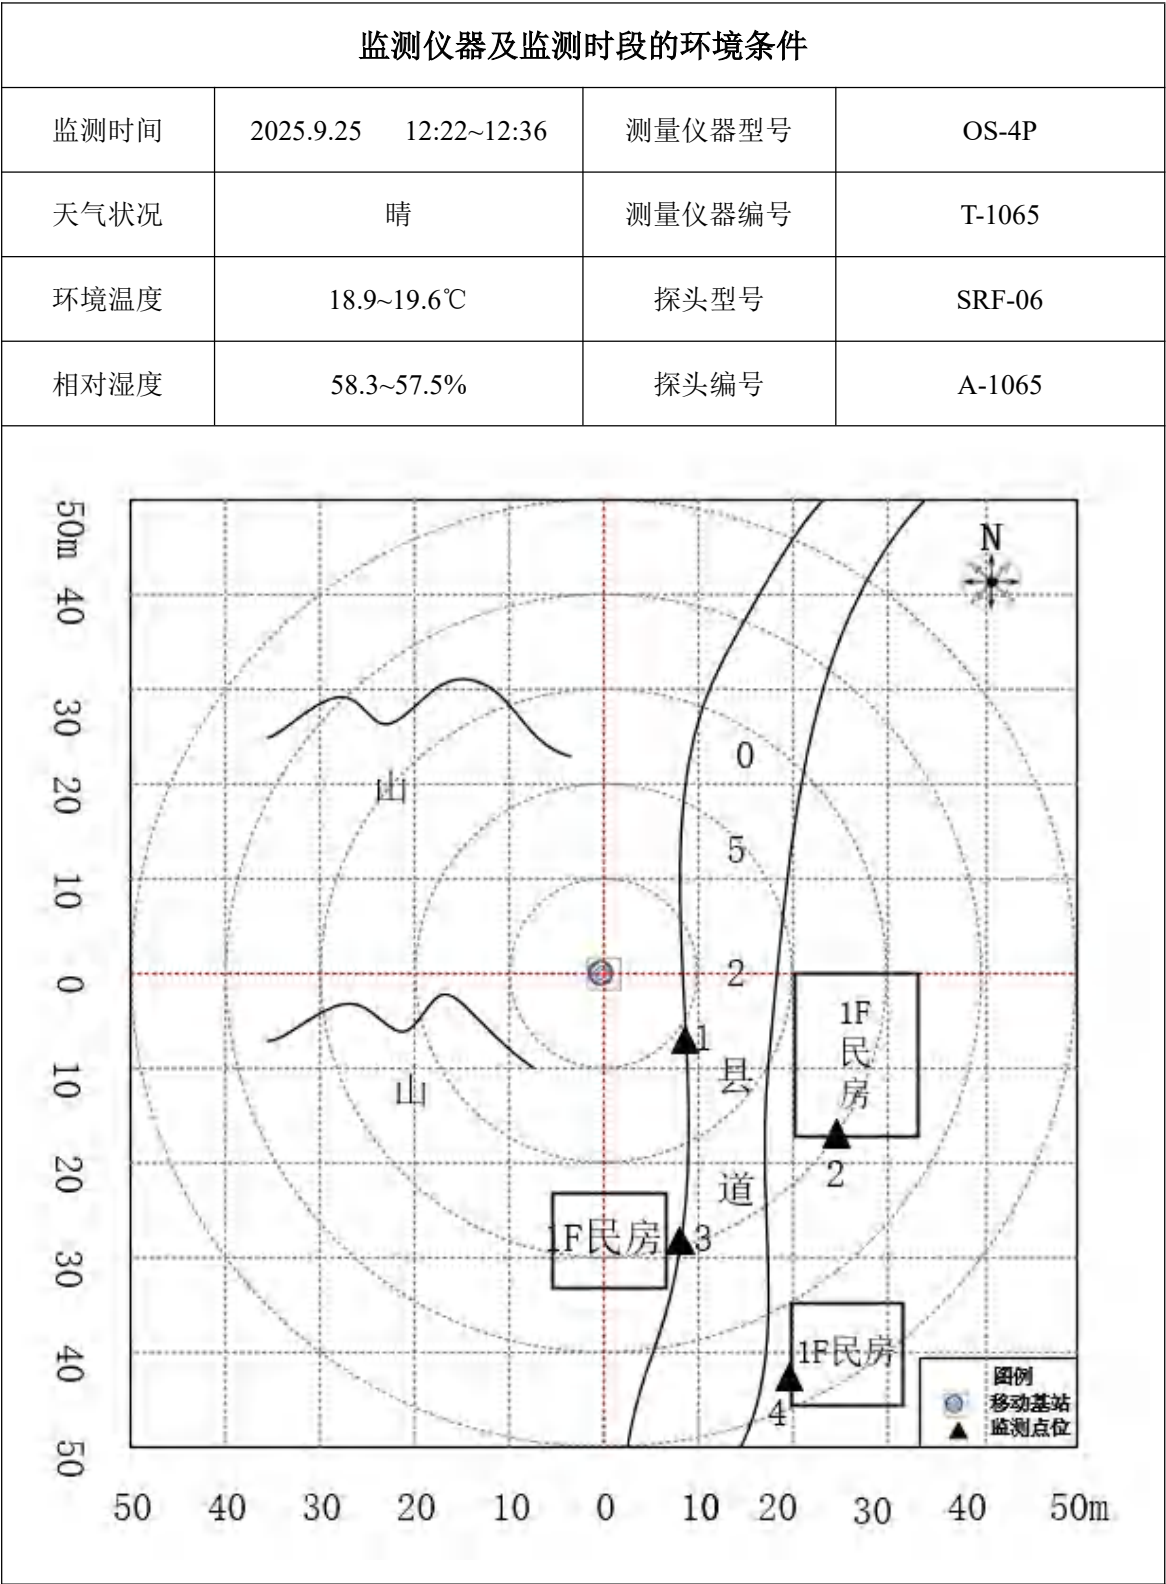 监测仪器及监测时段的环境条件
监测时间 2025.9.25 12:22~12:36 测量仪器型号 OS-4P
天气状况 晴 测量仪器编号 T-1065
环境温度 18.9~19.6℃ 探头型号 SRF-06
相对湿度 58.3~57.5% 探头编号 A-1065
50m
40
30
20
10
0
10
20
30
40
50
N
山
山
0
5
2
县
道
1
1F
民
房
2
1F民房
3
1F民房
4
图例
移动基站
监测点位
50 40 30 20 10 0 10 20 30 40 50m